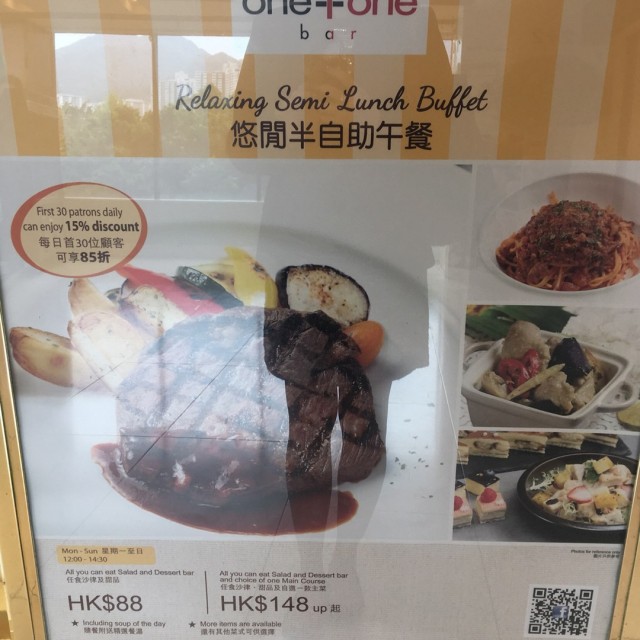 one+one
bar
Relaxing Semi Lunch Buffet
悠閒半自助午餐
First 30 patrons daily
can enjoy 15% discount
每日首30位顧客
可享85折
Mon - Sun 星期一至日
12:00 - 14:30
All you can eat Salad and Dessert bar
任食沙律及甜品
HK$88
★ Including soup of the day
隨餐附送精選餐湯
All you can eat Salad and Dessert bar
and choice of one Main Course
任食沙律、甜品及自選一款主菜
HK$148 up 起
★ More items are available
還有其他菜式可供選擇
Photos for reference only